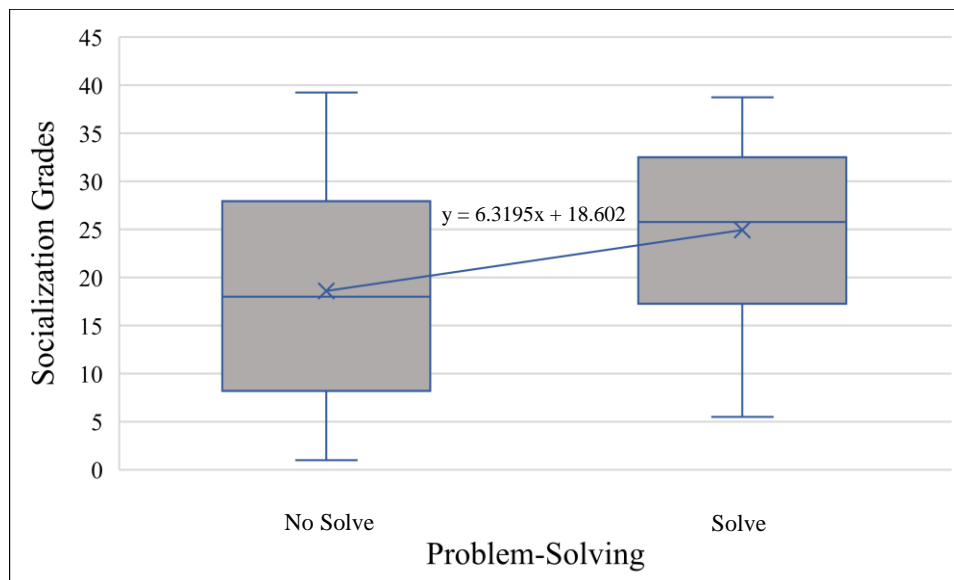 45
40
35
30
25
20
15
10
5
0
Socialization Grades
y = 6.3195x + 18.602
No Solve
Solve
Problem-Solving